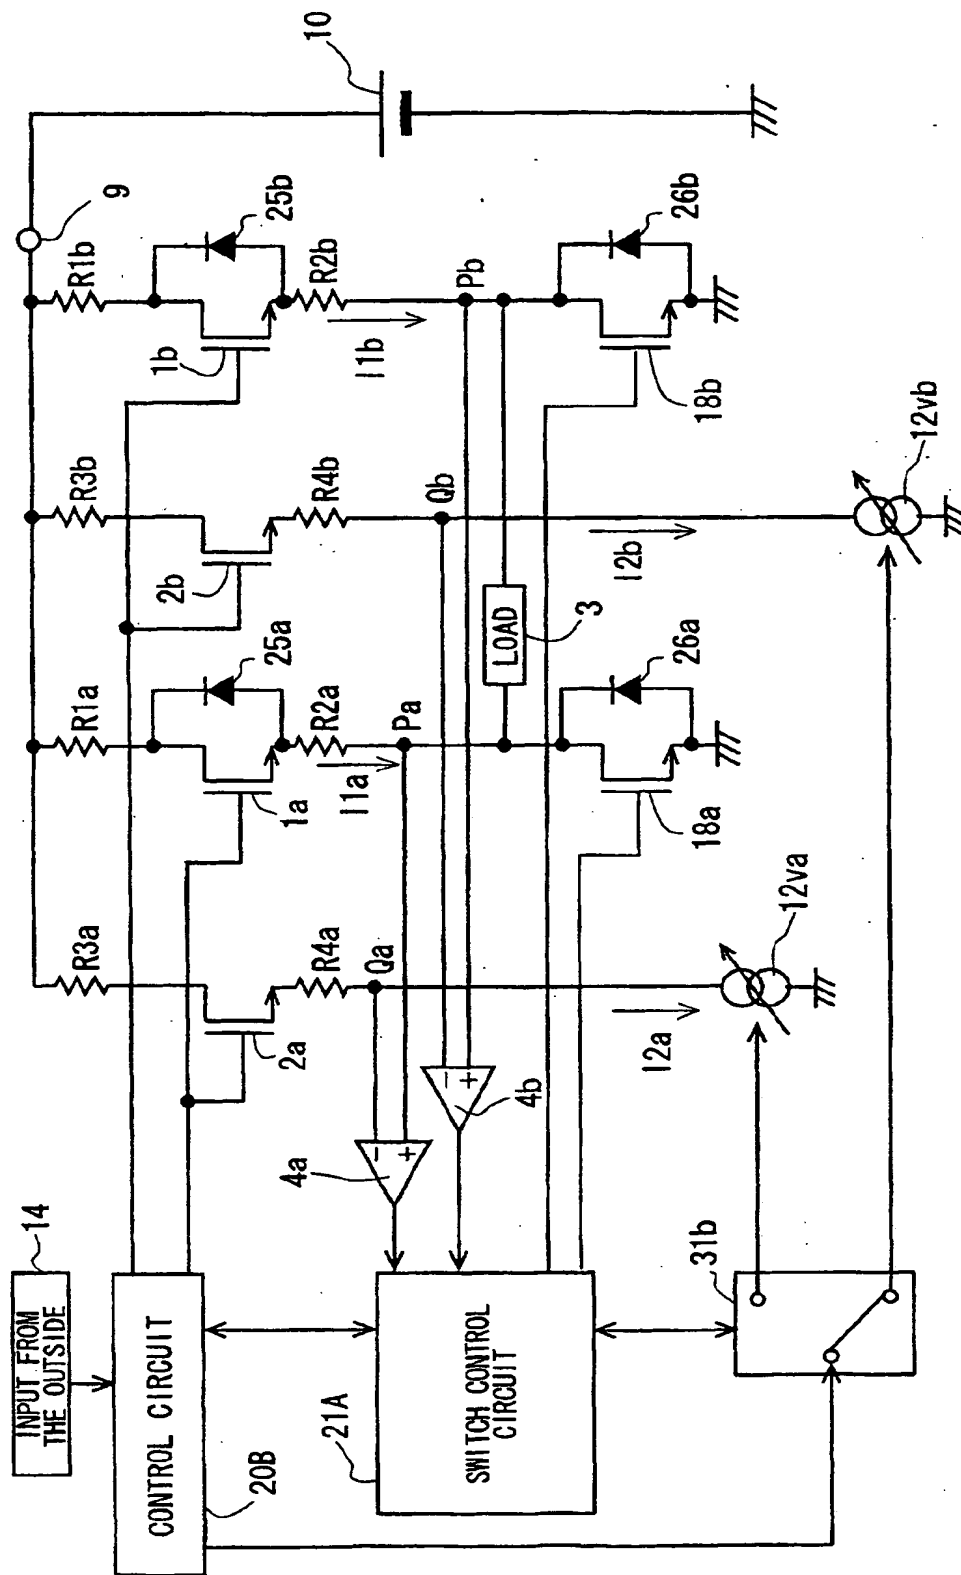 INPUT FROM
THE OUTSIDE
14
CONTROL CIRCUIT
20B
21A
SWITCH CONTROL
CIRCUIT
31b
4a
4b
-
+
-
+
R3a
2a
R4a
Qa
I2a
12va
R1a
1a
25a
R2a
I1a
Pa
LOAD
3
18a
26a
R3b
2b
R4b
Qb
I2b
12vb
R1b
1b
25b
R2b
I1b
Pb
18b
26b
9
10